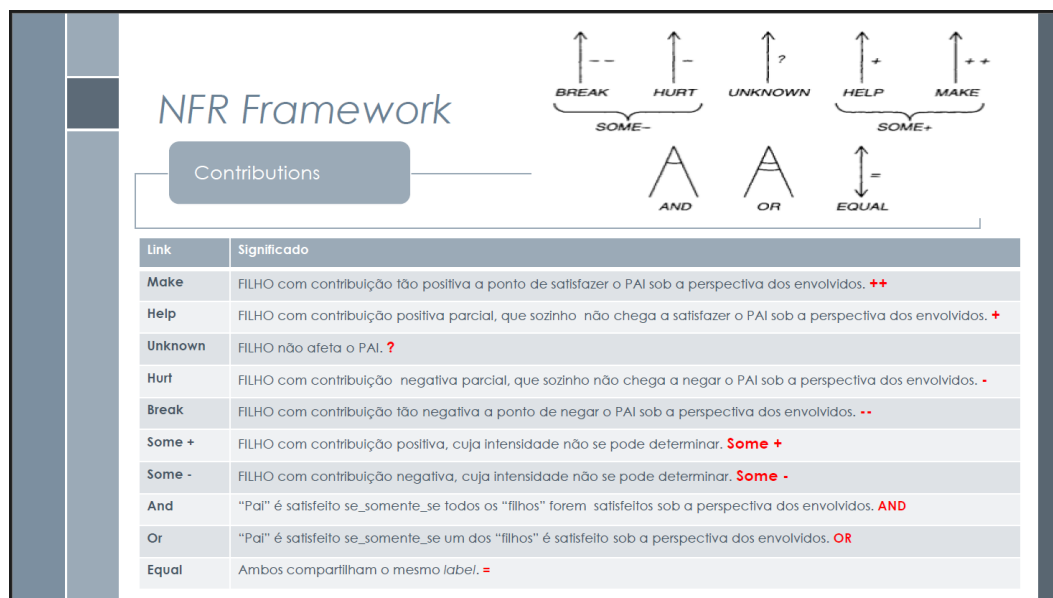 NFR Framework
Contributions
- -
-
?
+
+ +
BREAK
HURT
UNKNOWN
HELP
MAKE
SOME-
SOME+
=
AND
OR
EQUAL
Link Significado
Make FILHO com contribuição tão positiva a ponto de satisfazer o PAI sob a perspectiva dos envolvidos. ++
Help FILHO com contribuição positiva parcial, que sozinho não chega a satisfazer o PAI sob a perspectiva dos envolvidos. +
Unknown FILHO não afeta o PAI. ?
Hurt FILHO com contribuição negativa parcial, que sozinho não chega a negar o PAI sob a perspectiva dos envolvidos. -
Break FILHO com contribuição tão negativa a ponto de negar o PAI sob a perspectiva dos envolvidos. --
Some + FILHO com contribuição positiva, cuja intensidade não se pode determinar. Some +
Some - FILHO com contribuição negativa, cuja intensidade não se pode determinar. Some -
And “Pai” é satisfeito se_somente_se todos os “filhos” forem satisfeitos sob a perspectiva dos envolvidos. AND
Or “Pai” é satisfeito se_somente_se um dos “filhos” é satisfeito sob a perspectiva dos envolvidos. OR
Equal Ambos compartilham o mesmo label. =